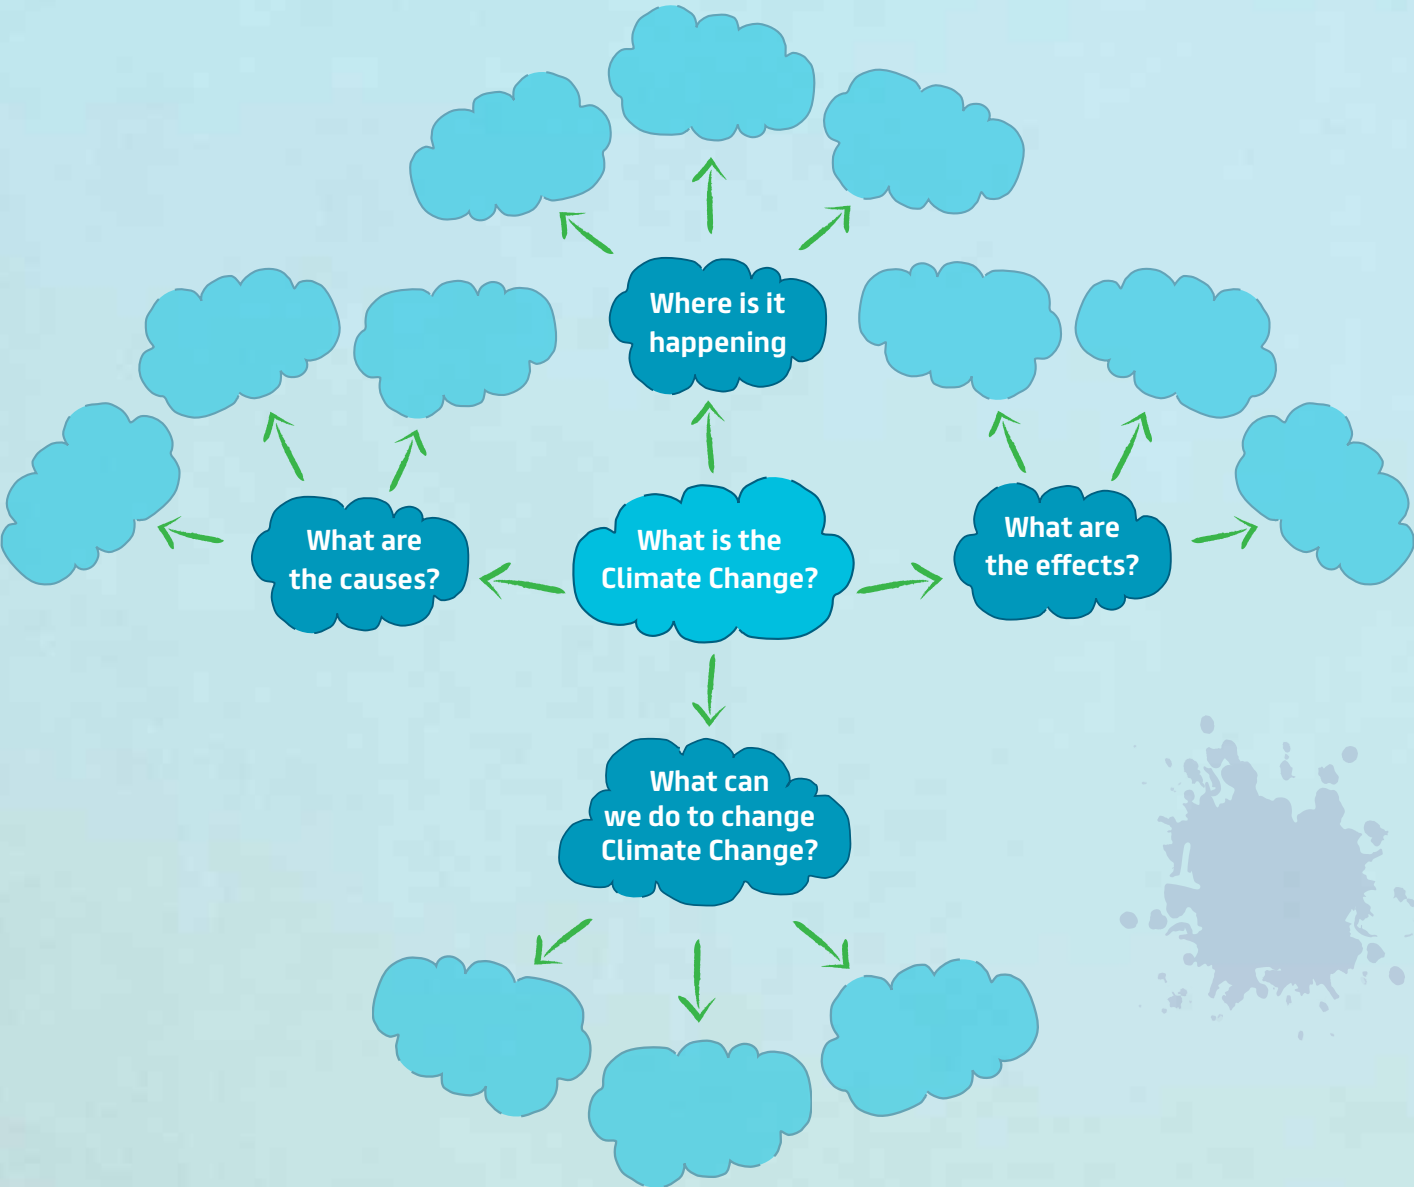 Where is it
happening
What are
the causes?
What is the
Climate Change?
What are
the effects?
What can
we do to change
Climate Change?